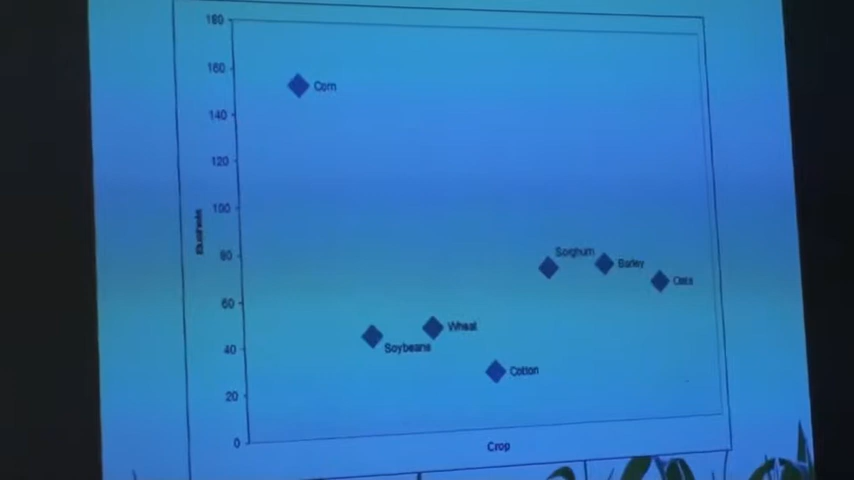 180
160
Corn
140
120
100
Bushels
80
Sorghum
Barley
Oats
60
Wheat
40
Soybeans
Cotton
20
0
Crop